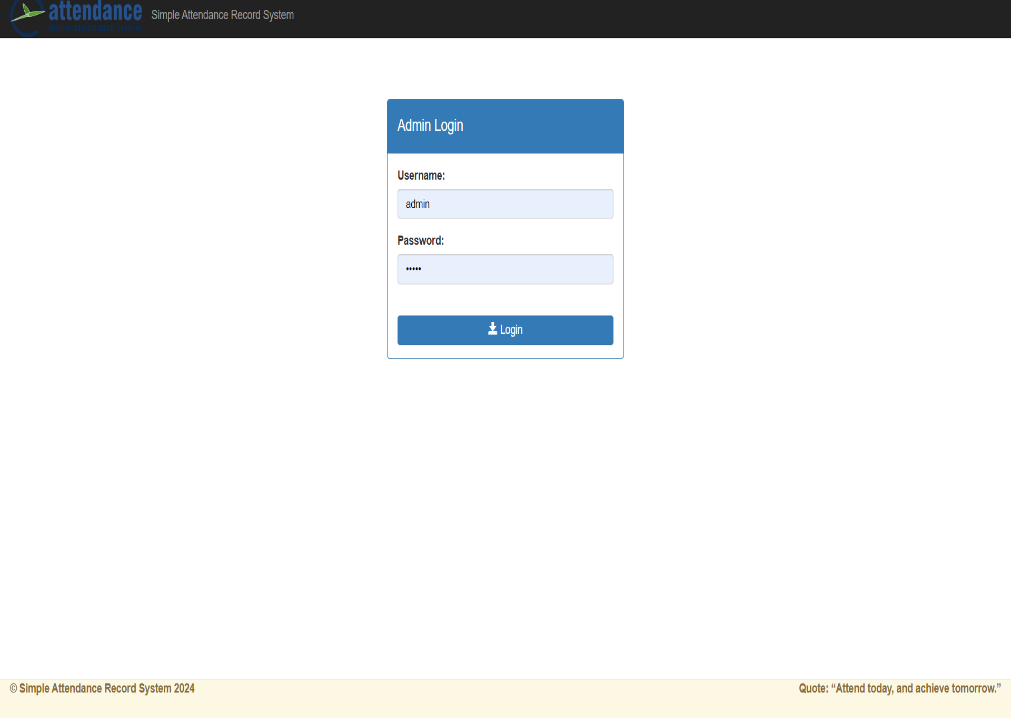 attendance
Simple Attendance Record System
Admin Login
Username:
admin
Password:
•••••
Login
© Simple Attendance Record System 2024
Quote: “Attend today, and achieve tomorrow.”